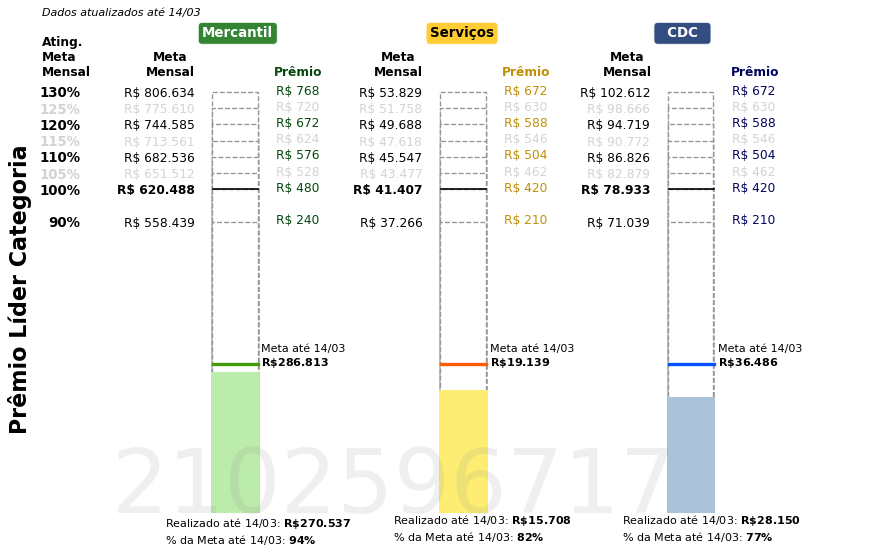 Dados atualizados até 14/03
Mercantil Serviços CDC
Ating. Meta Mensal
Meta Mensal Prêmio Meta Mensal Prêmio Meta Mensal Prêmio
130% R$ 806.634 R$ 768 R$ 53.829 R$ 672 R$ 102.612 R$ 672
125% R$ 775.610 R$ 720 R$ 51.758 R$ 630 R$ 98.666 R$ 630
120% R$ 744.585 R$ 672 R$ 49.688 R$ 588 R$ 94.719 R$ 588
115% R$ 713.561 R$ 624 R$ 47.618 R$ 546 R$ 90.772 R$ 546
110% R$ 682.536 R$ 576 R$ 45.547 R$ 504 R$ 86.826 R$ 504
105% R$ 651.512 R$ 528 R$ 43.477 R$ 462 R$ 82.879 R$ 462
100% R$ 620.488 R$ 480 R$ 41.407 R$ 420 R$ 78.933 R$ 420
90% R$ 558.439 R$ 240 R$ 37.266 R$ 210 R$ 71.039 R$ 210
Prêmio Líder Categoria
Meta até 14/03 Meta até 14/03 Meta até 14/03
R$286.813 R$19.139 R$36.486
2102596717
Realizado até 14/03: R$270.537 Realizado até 14/03: R$15.708 Realizado até 14/03: R$28.150
% da Meta até 14/03: 94% % da Meta até 14/03: 82% % da Meta até 14/03: 77%